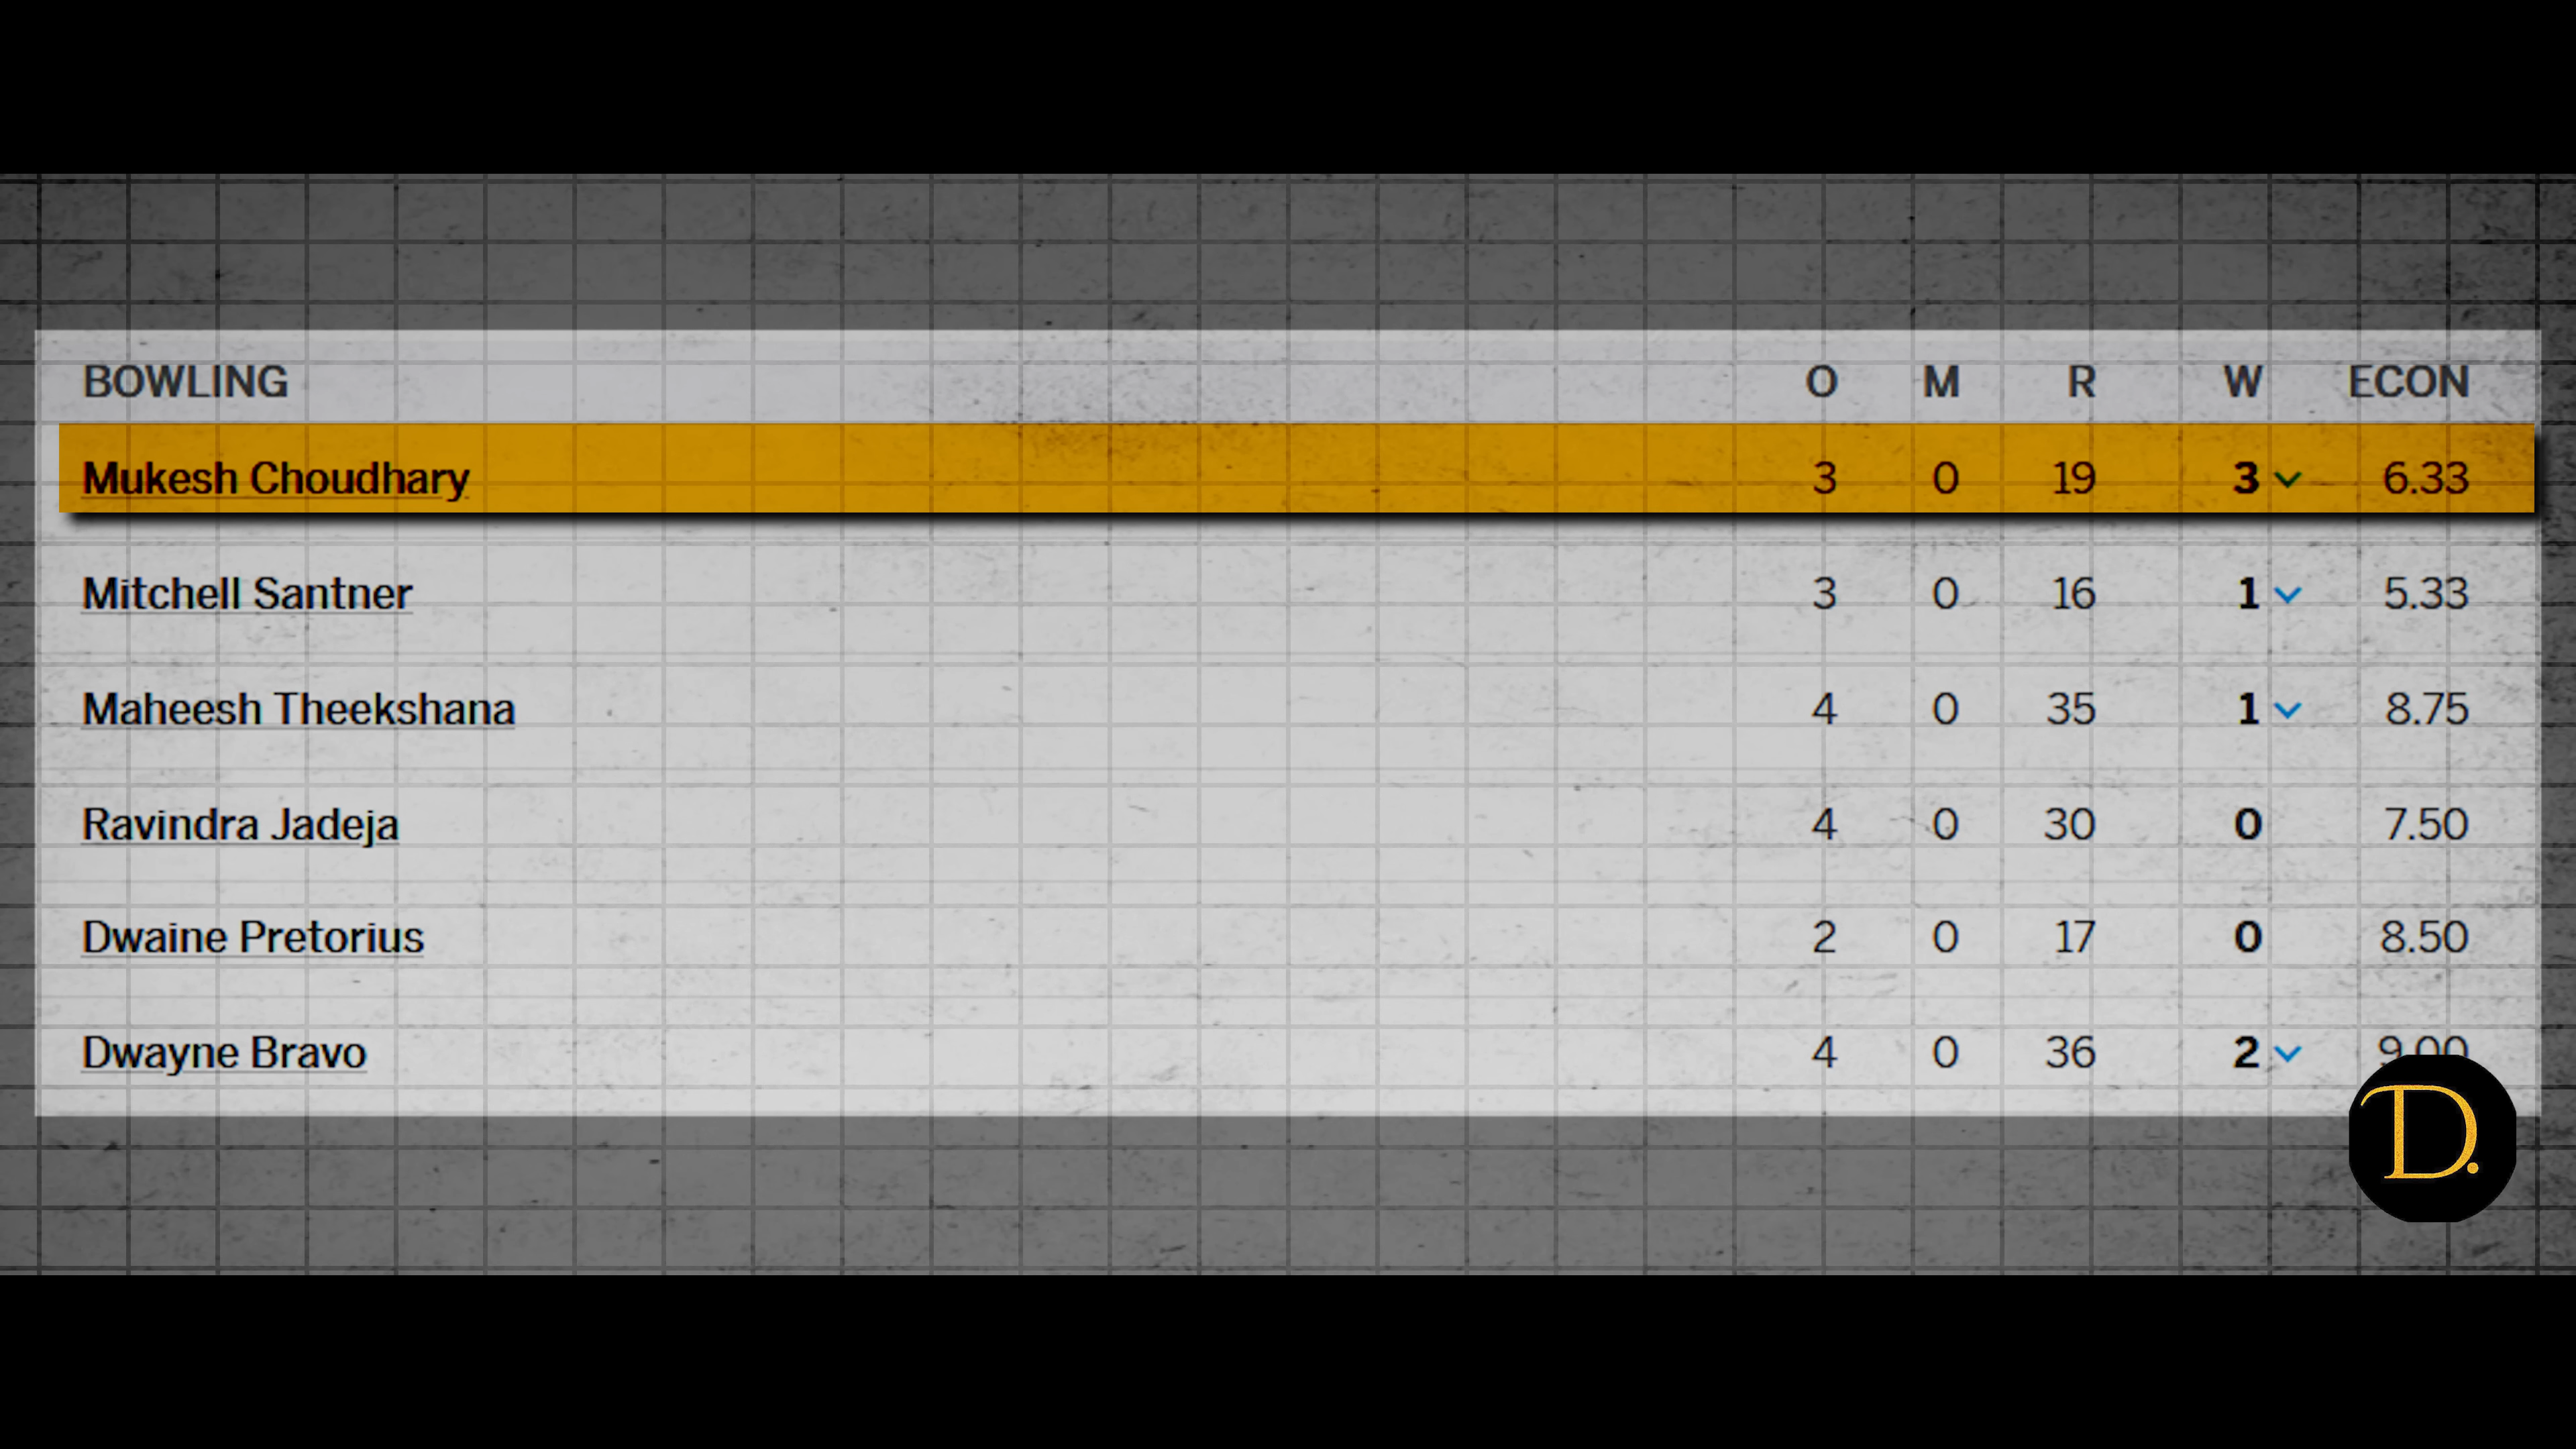 BOWLING O M R W ECON
Mukesh Choudhary 3 0 19 3 6.33
Mitchell Santner 3 0 16 1 5.33
Maheesh Theekshana 4 0 35 1 8.75
Ravindra Jadeja 4 0 30 0 7.50
Dwaine Pretorius 2 0 17 0 8.50
Dwayne Bravo 4 0 36 2 9.00
D.